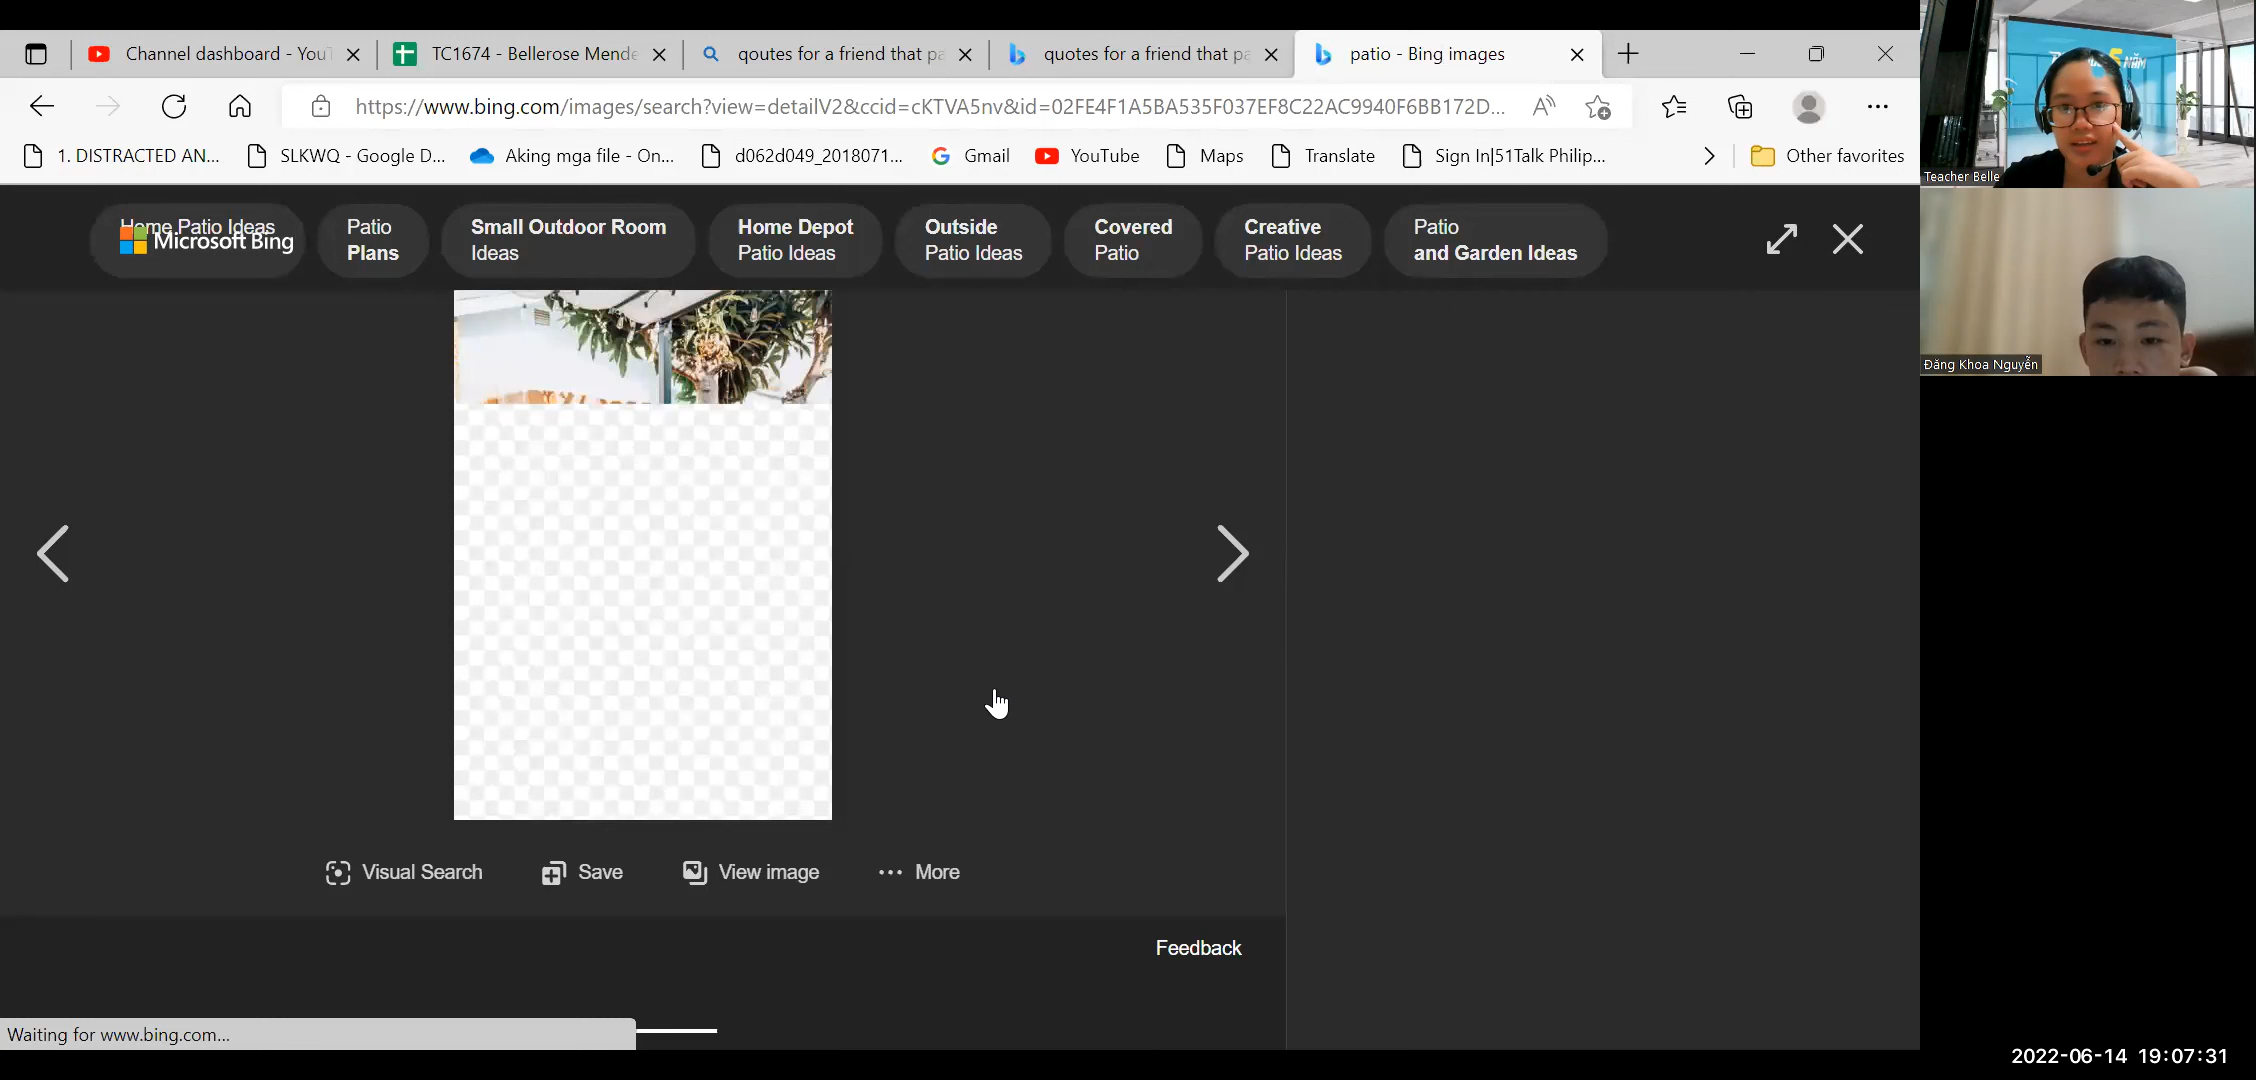 Channel dashboard - YouT
TC1674 - Bellerose Mende
qoutes for a friend that pa
quotes for a friend that pa
patio - Bing images
https://www.bing.com/images/search?view=detailV2&ccid=cKTVA5nv&id=02FE4F1A5BA535F037EF8C22AC9940F6BB172D...
1. DISTRACTED AN...
SLKWQ - Google D...
Aking mga file - On...
d062d049_2018071...
Gmail
YouTube
Maps
Translate
Sign In|51Talk Philip...
Other favorites
Home Patio Ideas
Microsoft Bing
Patio
Plans
Small Outdoor Room
Ideas
Home Depot
Patio Ideas
Outside
Patio Ideas
Covered
Patio
Creative
Patio Ideas
Patio
and Garden Ideas
Visual Search
Save
View image
More
Feedback
Waiting for www.bing.com...
5 NĂM
Teacher Belle
Đăng Khoa Nguyễn
2022-06-14 19:07:31